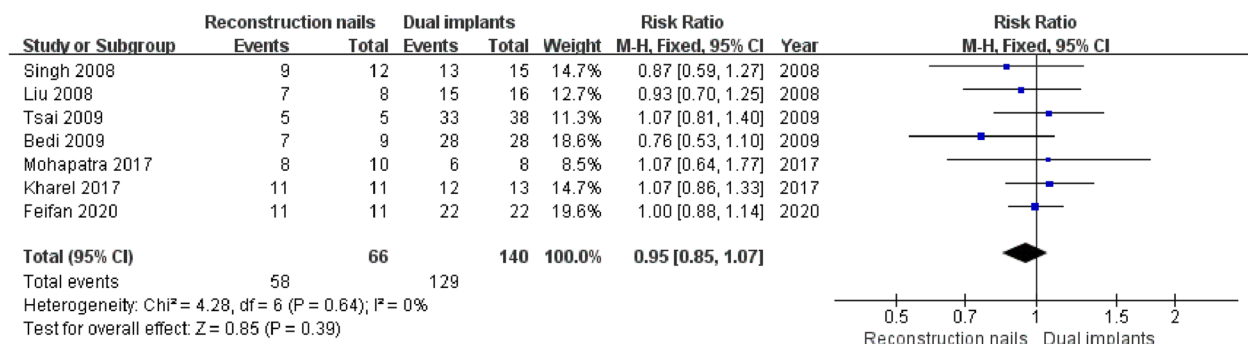 Reconstruction nails Dual implants Risk Ratio Risk Ratio
Study or Subgroup Events Total Events Total Weight M-H, Fixed, 95% CI Year M-H, Fixed, 95% CI
Singh 2008 9 12 13 15 14.7% 0.87 [0.59, 1.27] 2008
Liu 2008 7 8 15 16 12.7% 0.93 [0.70, 1.25] 2008
Tsai 2009 5 5 33 38 11.3% 1.07 [0.81, 1.40] 2009
Bedi 2009 7 9 28 28 18.6% 0.76 [0.53, 1.10] 2009
Mohapatra 2017 8 10 6 8 8.5% 1.07 [0.64, 1.77] 2017
Kharel 2017 11 11 12 13 14.7% 1.07 [0.86, 1.33] 2017
Feifan 2020 11 11 22 22 19.6% 1.00 [0.88, 1.14] 2020
Total (95% CI) 66 140 100.0% 0.95 [0.85, 1.07]
Total events 58 129
Heterogeneity: Chi² = 4.28, df = 6 (P = 0.64); I² = 0%
Test for overall effect: Z = 0.85 (P = 0.39)
0.5 0.7 1 1.5 2
Reconstruction nails Dual implants